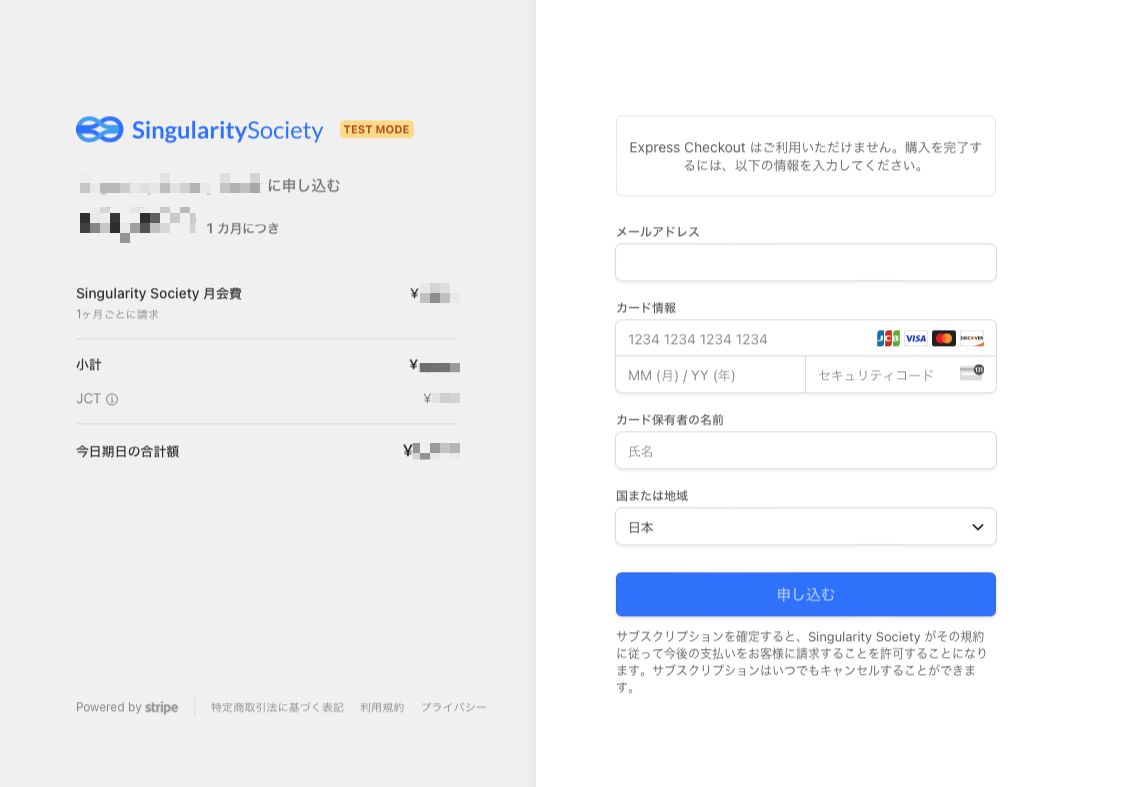 SingularitySociety TEST MODE
に申し込む
1 カ月につき
Singularity Society 月会費 ¥
1ヶ月ごとに請求
小計 ¥
JCT ¥
今日期日の合計額 ¥
Powered by stripe
特定商取引法に基づく表記 利用規約 プライバシー
Express Checkout はご利用いただけません。購入を完了す
るには、以下の情報を入力してください。
メールアドレス
カード情報
1234 1234 1234 1234 JCB VISA DISCOVER
MM (月) / YY (年) セキュリティコード
カード保有者の名前
氏名
国または地域
日本
申し込む
サブスクリプションを確定すると、Singularity Society がその規約
に従って今後の支払いをお客様に請求することを許可することになり
ます。サブスクリプションはいつでもキャンセルすることができま
す。